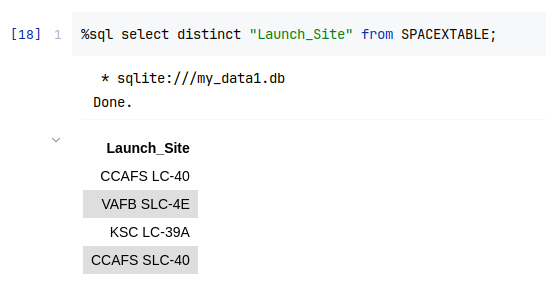 [18] 1 %sql select distinct "Launch_Site" from SPACEXTABLE;
* sqlite:///my_data1.db
Done.
Launch_Site
CCAFS LC-40
VAFB SLC-4E
KSC LC-39A
CCAFS SLC-40